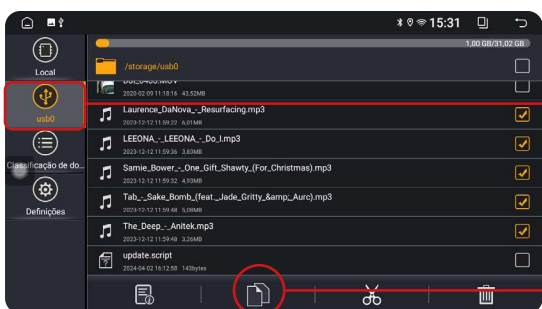 15:31
1,00 GB/31,02 GB
Local
/storage/usb0
2020-02-09 11:18:16 43,52MB
usb0
Laurence_DaNova_-_Resurfacing.mp3
2023-12-12 11:59:22 6,01MB
LEEONA_-_LEEONA_-_Do_I.mp3
2023-12-12 11:59:36 3,83MB
Classificação de do...
Samie_Bower_-_One_Gift_Shawty_(For_Christmas).mp3
2023-12-12 11:59:32 4,93MB
Tab_-_Sake_Bomb_(feat._Jade_Gritty_&amp;_Aurc).mp3
2023-12-12 11:59:48 5,08MB
Definições
The_Deep_-_Anitek.mp3
2023-12-12 11:59:48 3,26MB
update.script
2024-04-02 16:12:58 143bytes